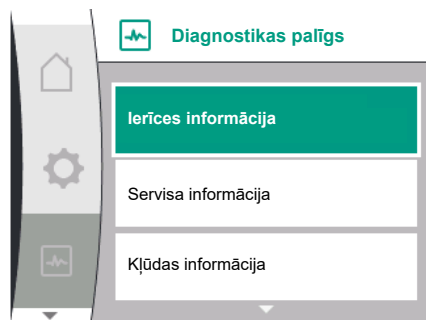 Diagnostikas palīgs
Ierīces informācija
Servisa informācija
Kļūdas informācija